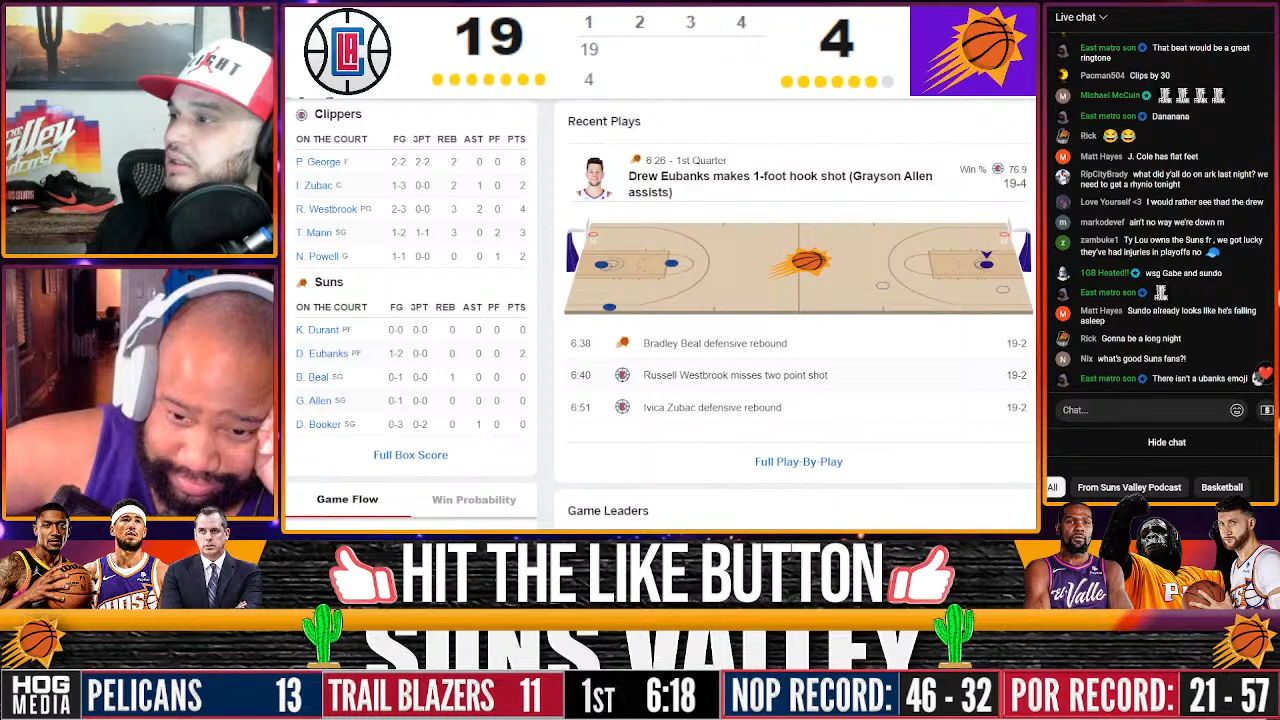 FLIGHT
THE
Valley
Podcast
SUNS
19
1 2 3 4
19
4
4
LA
Clippers
ON THE COURT FG 3PT REB AST PF PTS
P. George F 2-2 2-2 2 0 0 8
I. Zubac C 1-3 0-0 2 1 0 2
R. Westbrook PG 2-3 0-0 3 2 0 4
T. Mann SG 1-2 1-1 3 0 2 3
N. Powell G 1-1 0-0 0 0 1 2
Suns
ON THE COURT FG 3PT REB AST PF PTS
K. Durant PF 0-0 0-0 0 0 0 0
D. Eubanks PF 1-2 0-0 0 0 0 2
B. Beal SG 0-1 0-0 1 0 0 0
G. Allen SG 0-1 0-0 0 0 0 0
D. Booker SG 0-3 0-2 0 1 0 0
Full Box Score
Game Flow Win Probability
Recent Plays
6:26 - 1st Quarter
Drew Eubanks makes 1-foot hook shot (Grayson Allen
assists)
Win % 76.9
19-4
6:38 Bradley Beal defensive rebound 19-2
6:40 Russell Westbrook misses two point shot 19-2
6:51 Ivica Zubac defensive rebound 19-2
Full Play-By-Play
Game Leaders
Live chat
East metro son That beat would be a great
ringtone
Pacman504 Clips by 30
Michael McCuin
East metro son Dananana
Rick
Matt Hayes J. Cole has flat feet
RipCityBrady what did y'all do on ark last night? we
need to get a rhynio tonight
Love Yourself <3 I would rather see thad the drew
markodevef ain't no way we're down rn
zambuke1 Ty Lou owns the Suns fr , we got lucky
they've had injuries in playoffs no
1GB Heated!! wsg Gabe and sundo
East metro son
Matt Hayes Sundo already looks like he's falling
asleep
Rick Gonna be a long night
Nix what's good Suns fans?!
East metro son There isn't a ubanks emoji
Chat...
Hide chat
All From Suns Valley Podcast Basketball
HIT THE LIKE BUTTON
SUNS VALLEY
HOG
MEDIA
PELICANS 13 TRAIL BLAZERS 11 1ST 6:18 NOP RECORD: 46 - 32 POR RECORD: 21 - 57